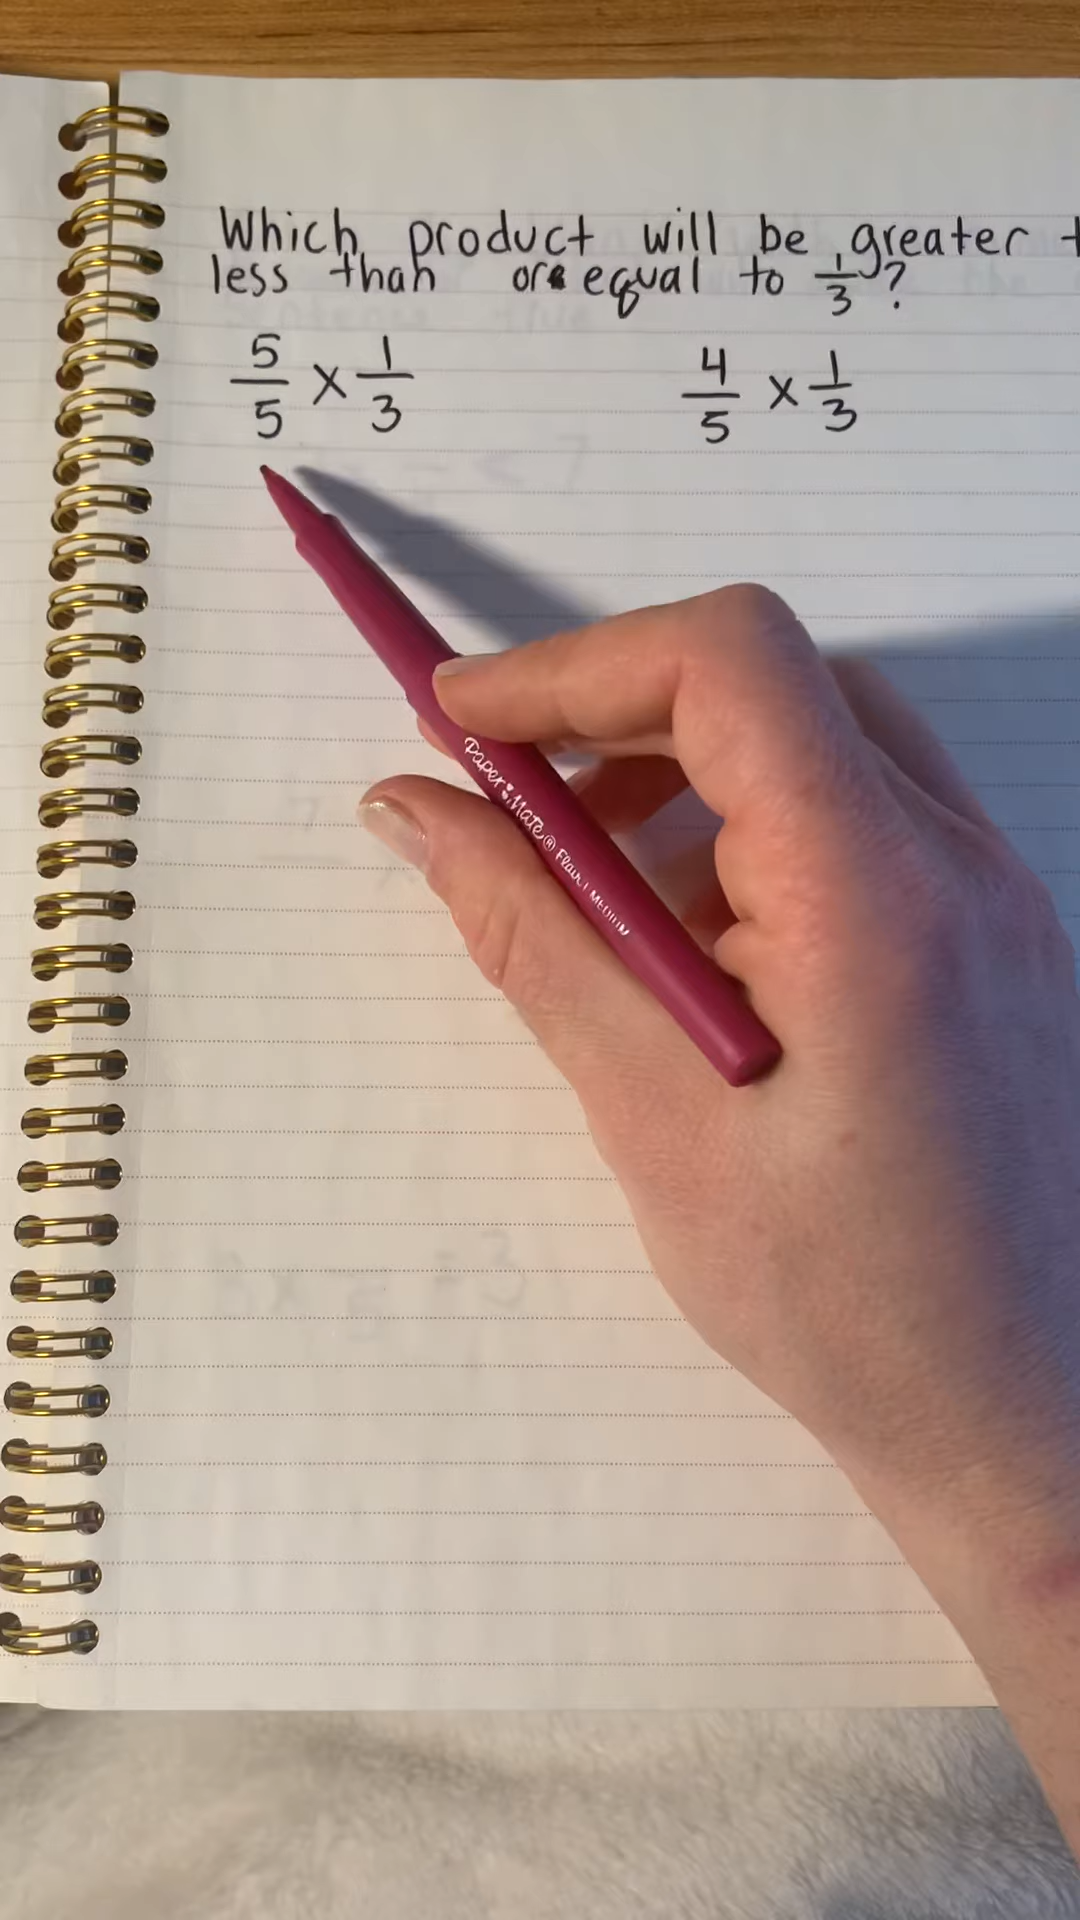 Which product will be greater t
less than or equal to 1/3?
5/5 x 1/3 4/5 x 1/3
Paper Mate® Flair | MEDIUM